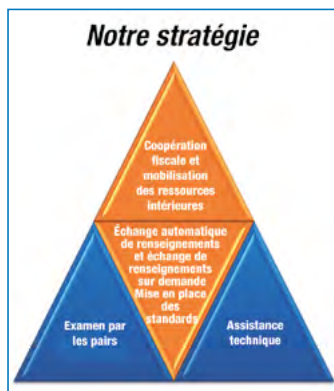 Notre stratégie
Coopération
fiscale et
mobilisation
des ressources
intérieures
Échange automatique
de renseignements
et échange de
renseignements
sur demande
Mise en place
des
standards
Examen par
les pairs
Assistance
technique